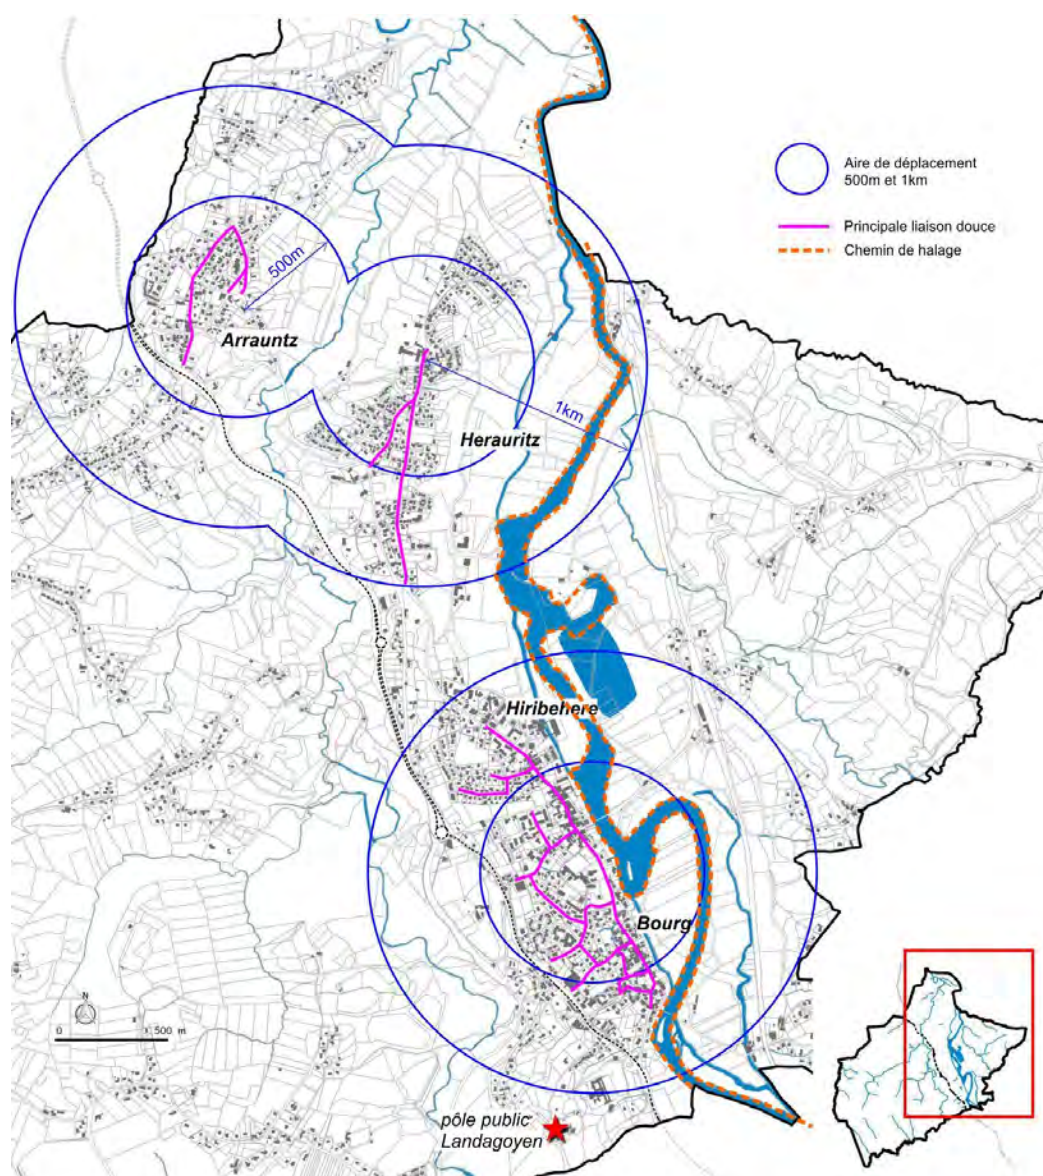 Aire de déplacement
500m et 1km
Principale liaison douce
Chemin de halage
500m
Arrauntz
1km
Herauritz
Hiribehere
Bourg
N
0 500 m
pôle public
Landagoyen